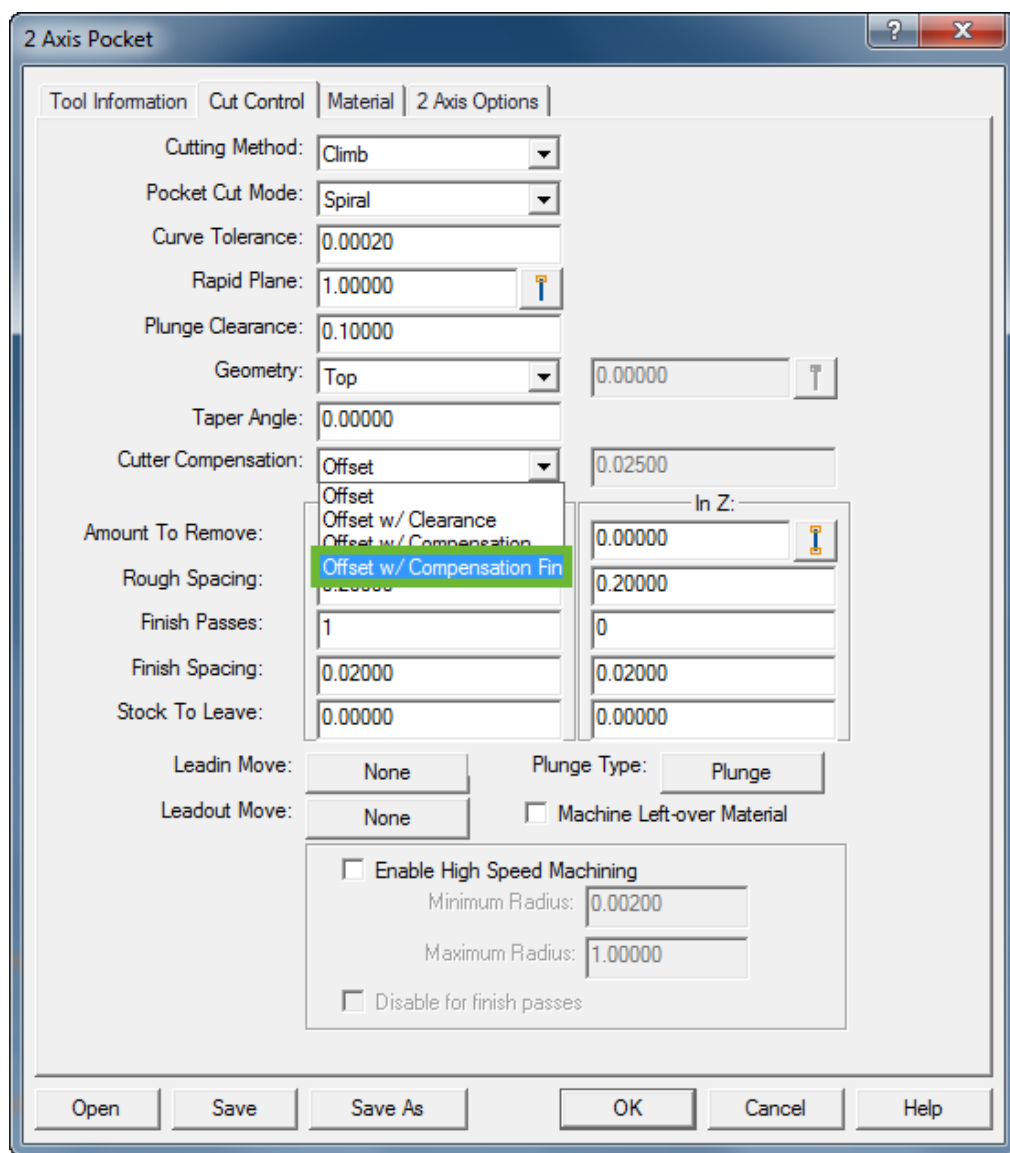 2 Axis Pocket
? X
Tool Information Cut Control Material 2 Axis Options
Cutting Method: Climb
Pocket Cut Mode: Spiral
Curve Tolerance: 0.00020
Rapid Plane: 1.00000
Plunge Clearance: 0.10000
Geometry: Top 0.00000
Taper Angle: 0.00000
Cutter Compensation: Offset 0.02500
Offset
In Z:
Offset w/ Clearance
Amount To Remove: 0.00000
Offset w/ Compensation
Offset w/ Compensation Fin
Rough Spacing: 0.20000 0.20000
Finish Passes: 1 0
Finish Spacing: 0.02000 0.02000
Stock To Leave: 0.00000 0.00000
Leadin Move: None Plunge Type: Plunge
Leadout Move: None Machine Left-over Material
Enable High Speed Machining
Minimum Radius: 0.00200
Maximum Radius: 1.00000
Disable for finish passes
Open Save Save As OK Cancel Help